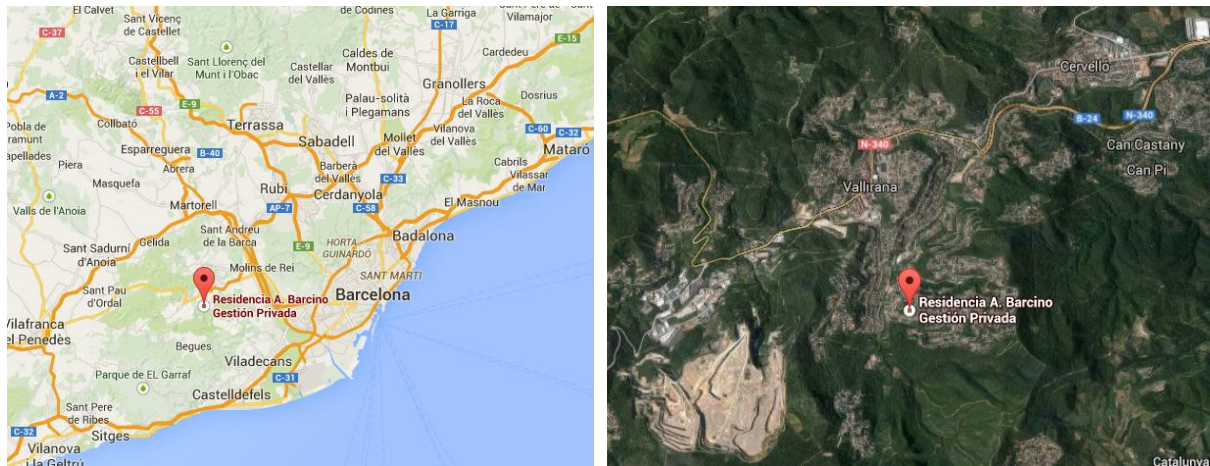 El Calvet
Sant Vicenç
de Castellet
de Codines
La Garriga
Vilamajor
C-17
E-15
C-37
Sant Llorenç del
Munt i l'Obac
Castellbell
i el Vilar
Castellar
del Vallès
Caldes de
Montbui
Cardedeu
Granollers
A-2
E-9
C-55
Palau-solità
i Plegamans
La Roca
del Vallès
Dosrius
Pobla de
Collbató
Terrassa
Sabadell
Mollet
del Vallès
Vilanova
del Vallès
C-60
C-32
Mataró
Esparreguera
B-40
Piera
Abrera
Barberà
del Vallès
C-33
Cabrils
Vilassar
de Mar
Masquefa
Rubí
Cerdanyola
Valls de l'Anoia
Martorell
AP-7
C-58
El Masnou
Gelida
Sant Andreu
de la Barca
E-9
Badalona
Sant Sadurní
d'Anoia
HORTA
GUINARDÓ
Molins de Rei
SANT MARTI
Sant Pau
d'Ordal
Residencia A. Barcino
Gestión Privada
Barcelona
Vilafranca
del Penedès
Begues
Viladecans
Parque de EL Garraf
C-31
Castelldefels
Sant Pere
de Ribes
C-32
Sitges
Vilanova
i la Geltrú
Cervelló
B-24
N-340
N-340
Can Castany
Can Pi
Vallirana
Residencia A. Barcino
Gestión Privada
Catalunya